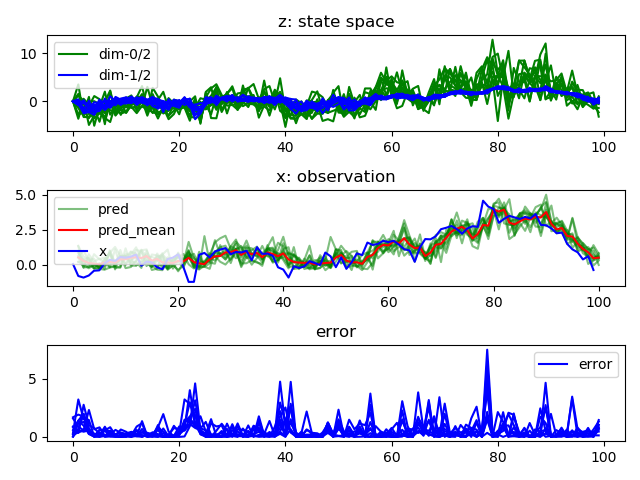 z: state space
10
0
dim-0/2
dim-1/2
0 20 40 60 80 100
x: observation
5.0
2.5
0.0
pred
pred_mean
x
0 20 40 60 80 100
error
5
0
error
0 20 40 60 80 100